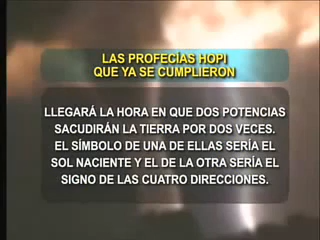 LAS PROFECÍAS HOPI
QUE YA SE CUMPLIERON
LLEGARÁ LA HORA EN QUE DOS POTENCIAS
SACUDIRÁN LA TIERRA POR DOS VECES.
EL SÍMBOLO DE UNA DE ELLAS SERÍA EL
SOL NACIENTE Y EL DE LA OTRA SERÍA EL
SIGNO DE LAS CUATRO DIRECCIONES.